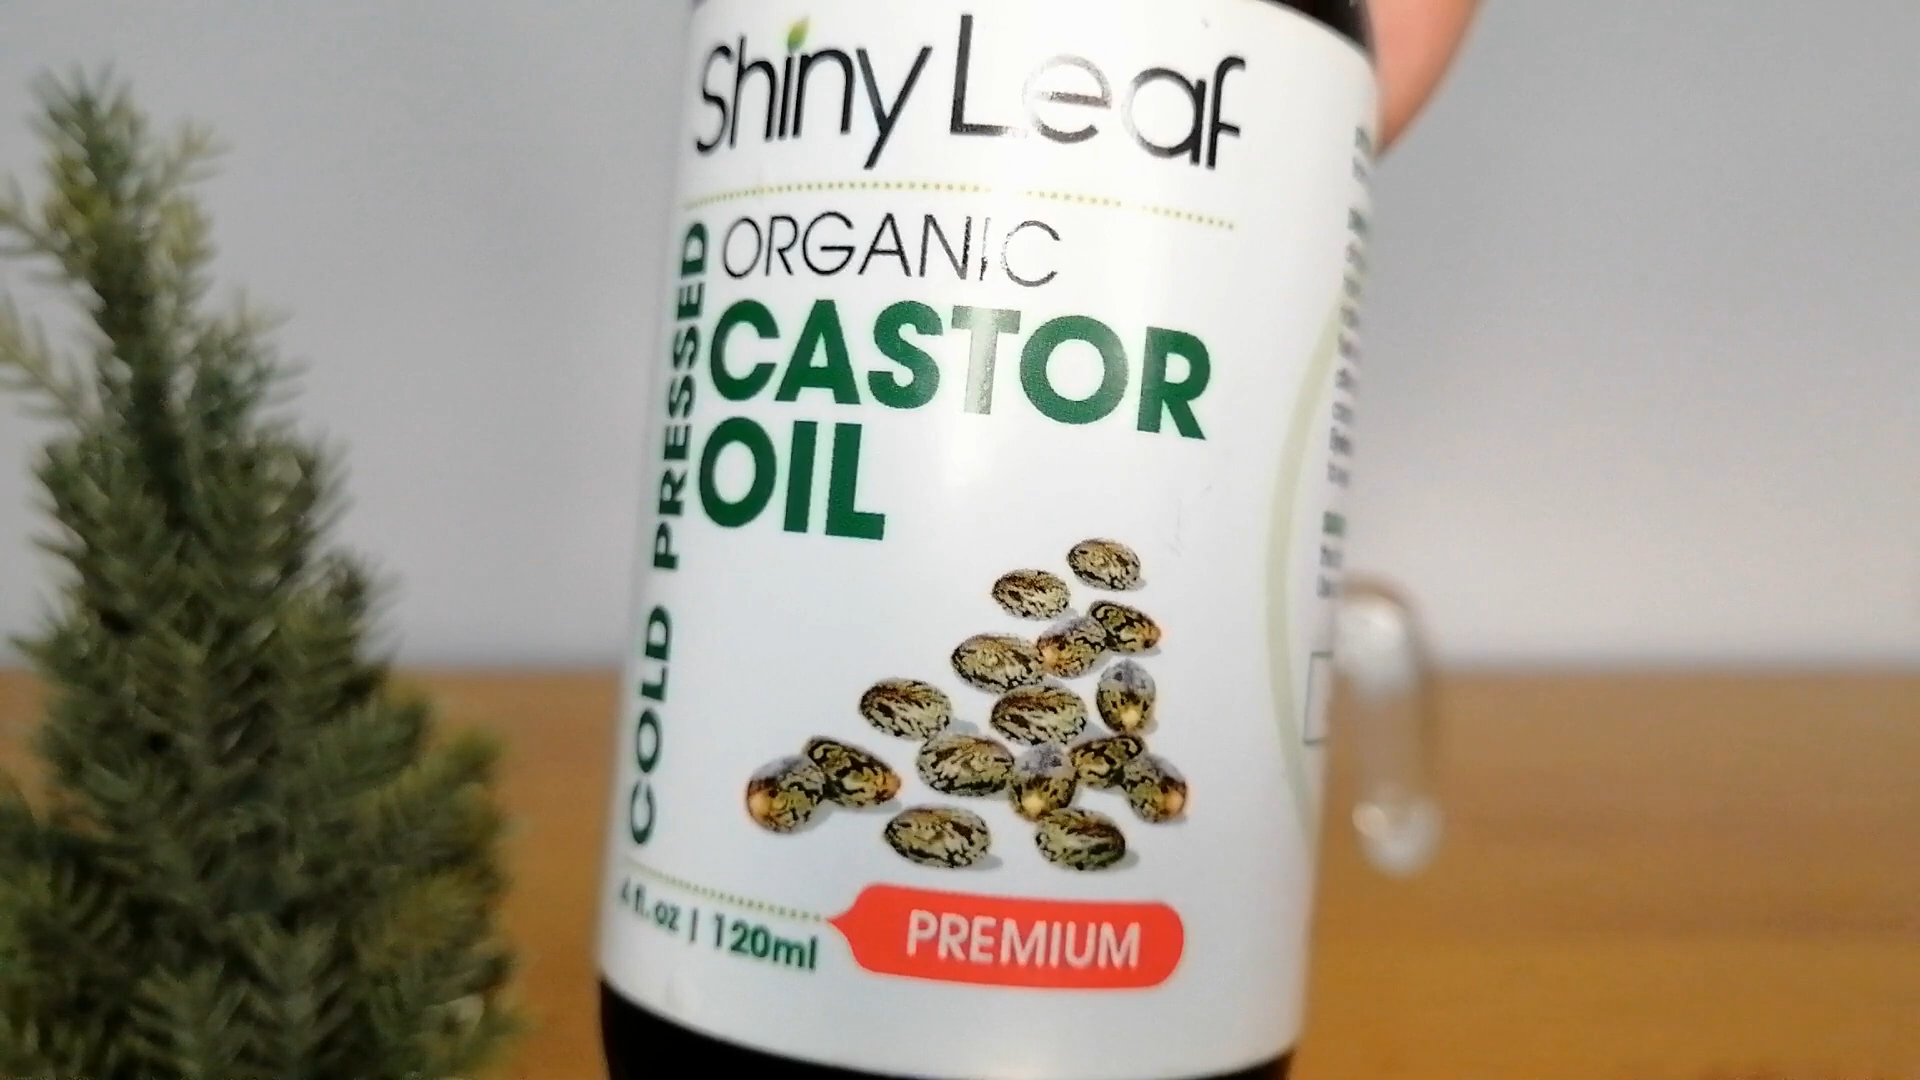 Shiny Leaf
ORGANIC
CASTOR
OIL
COLD PRESSED
4 fl.oz | 120ml
PREMIUM